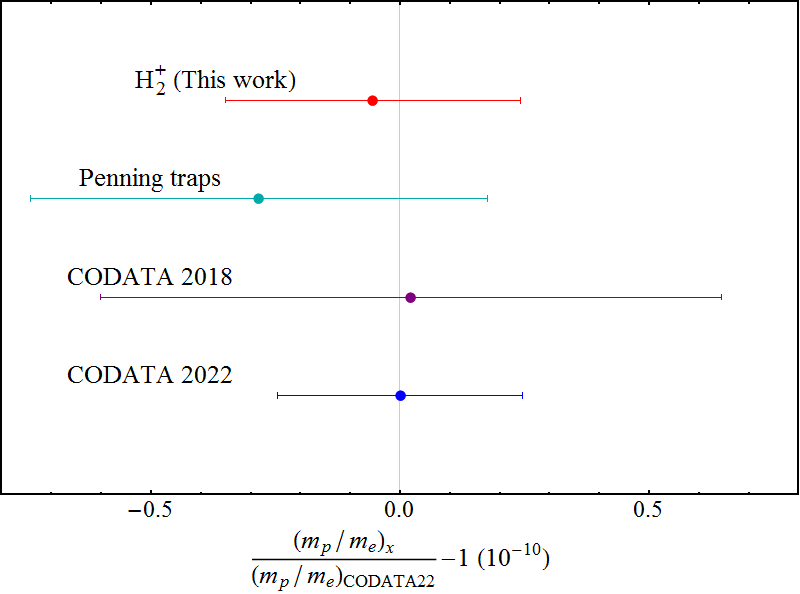 H₂⁺ (This work)
Penning traps
CODATA 2018
CODATA 2022
−0.5 0.0 0.5
(mₚ / mₑ)ₓ
(mₚ / mₑ)CODATA22 −1 (10⁻¹⁰)